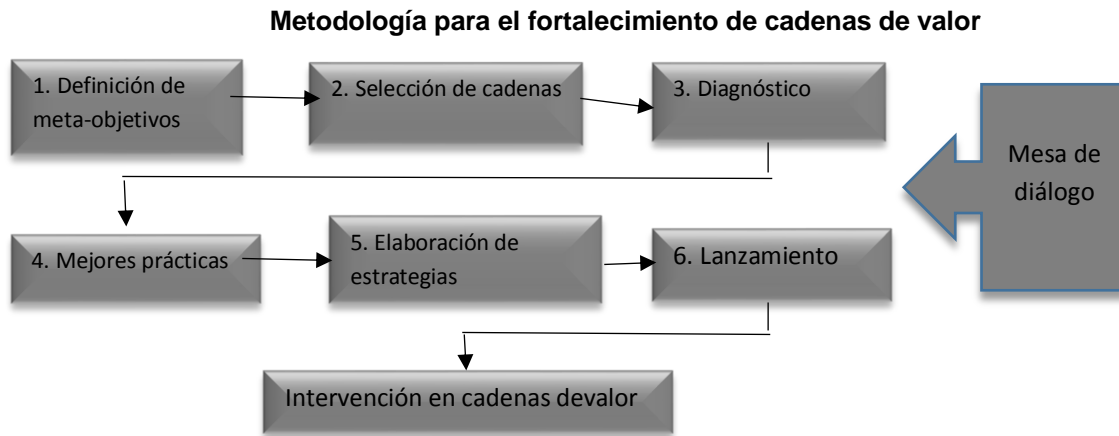 Metodología para el fortalecimiento de cadenas de valor
1. Definición de
meta-objetivos
2. Selección de cadenas
3. Diagnóstico
Mesa de
diálogo
4. Mejores prácticas
5. Elaboración de
estrategias
6. Lanzamiento
Intervención en cadenas devalor